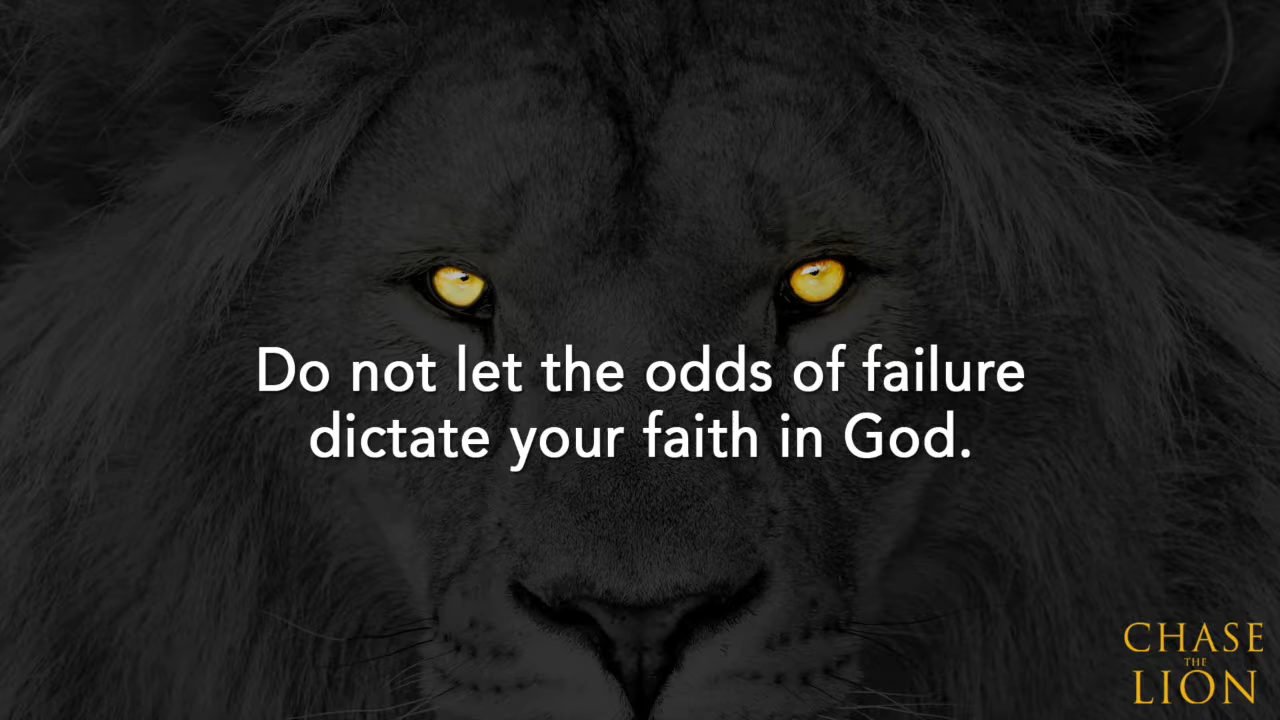 Do not let the odds of failure
dictate your faith in God.
CHASE
THE
LION